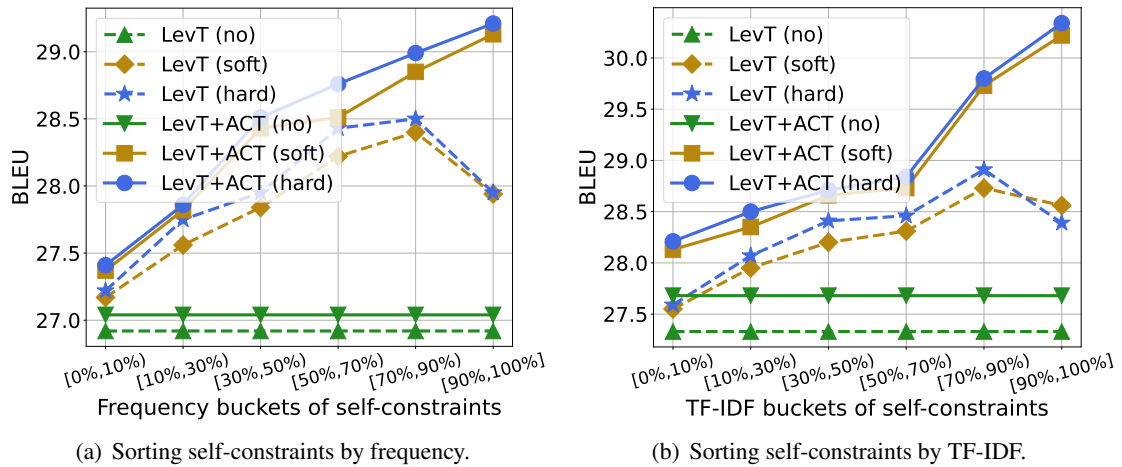 29.0
28.5
28.0
27.5
27.0
BLEU
LevT (no)
LevT (soft)
LevT (hard)
LevT+ACT (no)
LevT+ACT (soft)
LevT+ACT (hard)
[0%,10%)
[10%,30%)
[30%,50%)
[50%,70%)
[70%,90%)
[90%,100%]
Frequency buckets of self-constraints
(a) Sorting self-constraints by frequency.
30.0
29.5
29.0
28.5
28.0
27.5
BLEU
LevT (no)
LevT (soft)
LevT (hard)
LevT+ACT (no)
LevT+ACT (soft)
LevT+ACT (hard)
[0%,10%)
[10%,30%)
[30%,50%)
[50%,70%)
[70%,90%)
[90%,100%]
TF-IDF buckets of self-constraints
(b) Sorting self-constraints by TF-IDF.